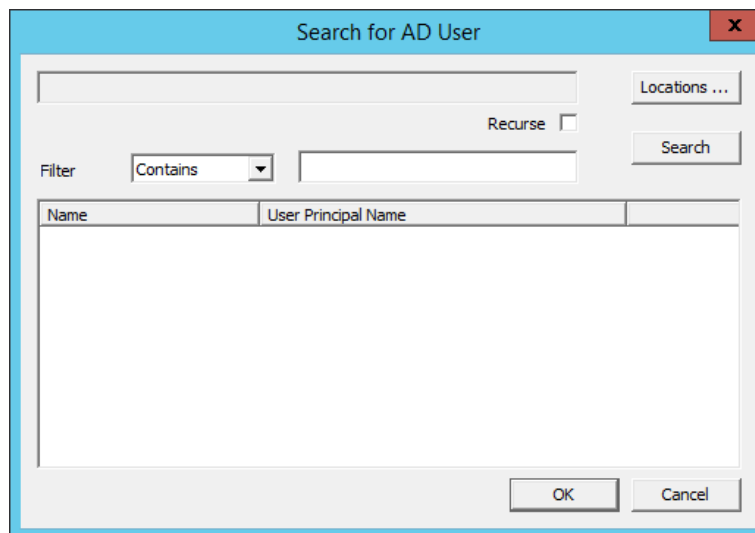 Search for AD User
x
Locations ...
Recurse
Search
Filter Contains
Name User Principal Name
OK Cancel